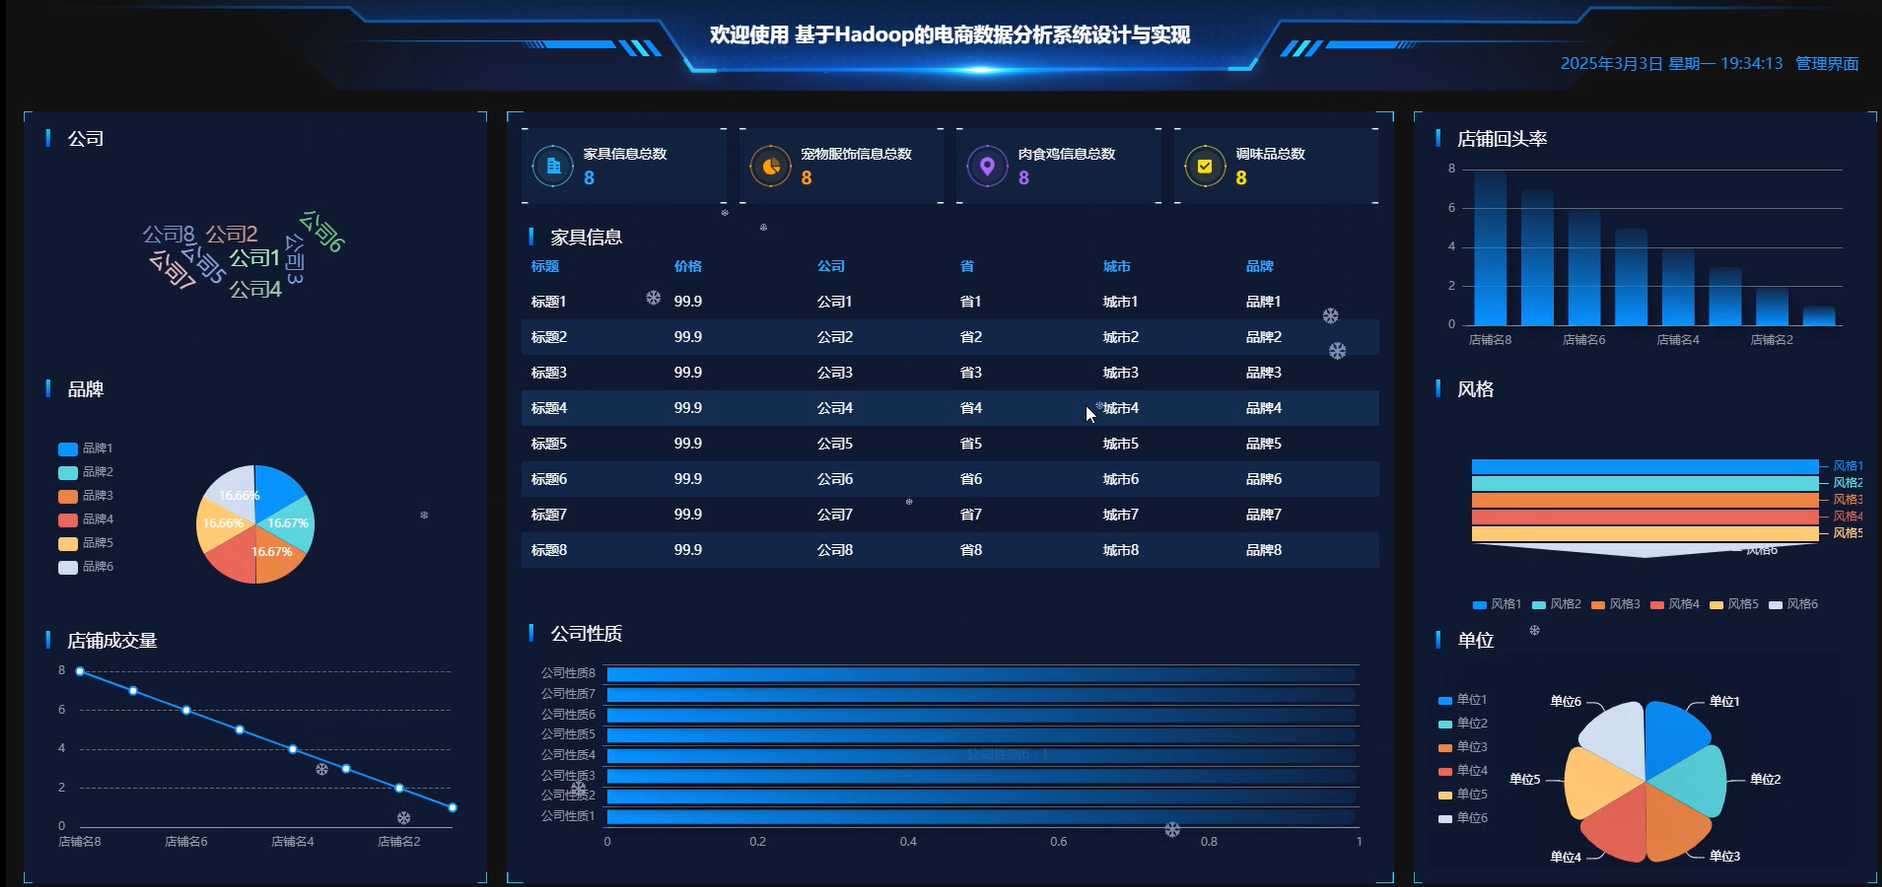 欢迎使用 基于Hadoop的电商数据分析系统设计与实现
2025年3月3日 星期一 19:34:13 管理界面
公司
公司8 公司2 公司6
公司5 公司1 公司3
公司7 公司4
品牌
品牌1
品牌2
品牌3
品牌4
品牌5
品牌6
16.66%
16.66% 16.67%
16.67%
店铺成交量
8
6
4
2
0
店铺名8 店铺名6 店铺名4 店铺名2
家具信息总数
8
宠物服饰信息总数
8
肉食鸡信息总数
8
调味品总数
8
家具信息
标题 价格 公司 省 城市 品牌
标题1 99.9 公司1 省1 城市1 品牌1
标题2 99.9 公司2 省2 城市2 品牌2
标题3 99.9 公司3 省3 城市3 品牌3
标题4 99.9 公司4 省4 城市4 品牌4
标题5 99.9 公司5 省5 城市5 品牌5
标题6 99.9 公司6 省6 城市6 品牌6
标题7 99.9 公司7 省7 城市7 品牌7
标题8 99.9 公司8 省8 城市8 品牌8
公司性质
公司性质8
公司性质7
公司性质6
公司性质5
公司性质4
公司性质6 : 1
公司性质3
公司性质2
公司性质1
0 0.2 0.4 0.6 0.8 1
店铺回头率
8
6
4
2
0
店铺名8 店铺名6 店铺名4 店铺名2
风格
风格1
风格2
风格3
风格4
风格5
风格6
风格1 风格2 风格3 风格4 风格5 风格6
单位
单位1
单位2
单位3
单位4
单位5
单位6
单位6 单位1
单位5 单位2
单位4 单位3